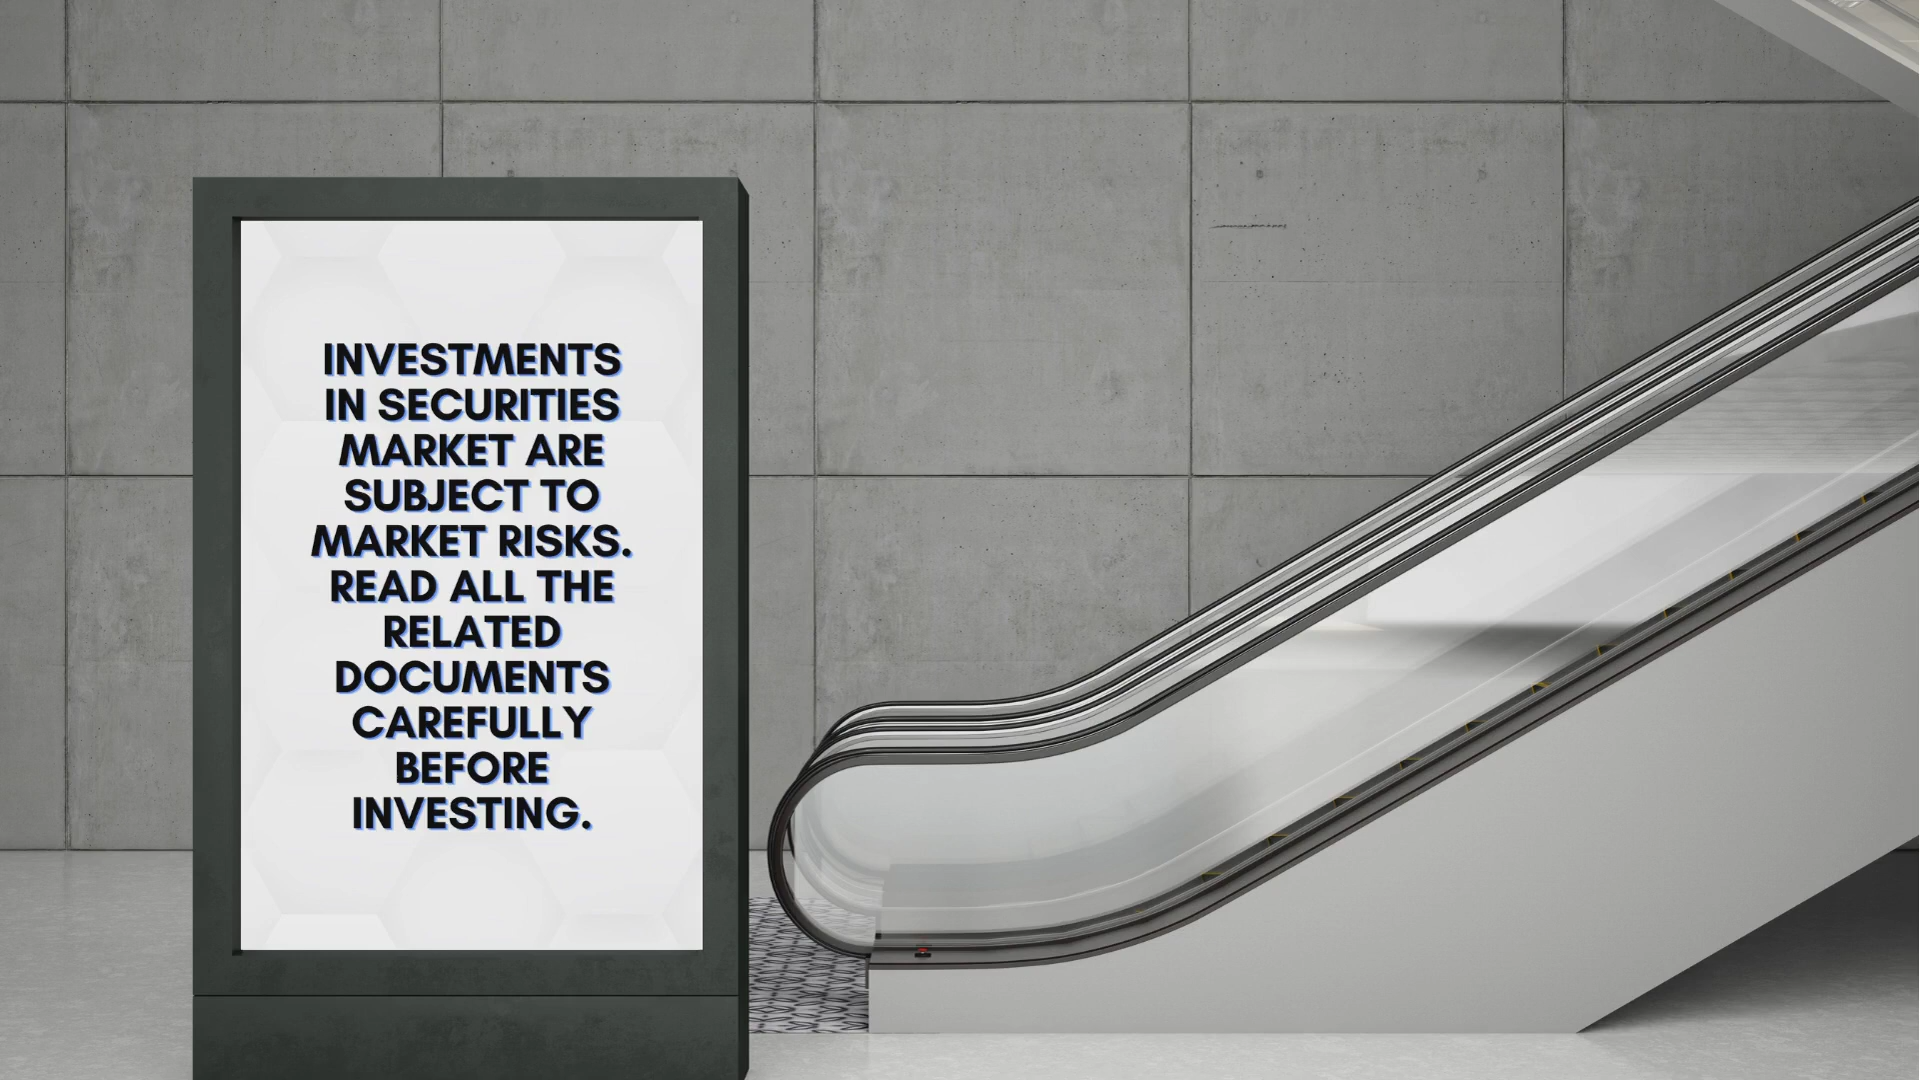 INVESTMENTS
IN SECURITIES
MARKET ARE
SUBJECT TO
MARKET RISKS.
READ ALL THE
RELATED
DOCUMENTS
CAREFULLY
BEFORE
INVESTING.